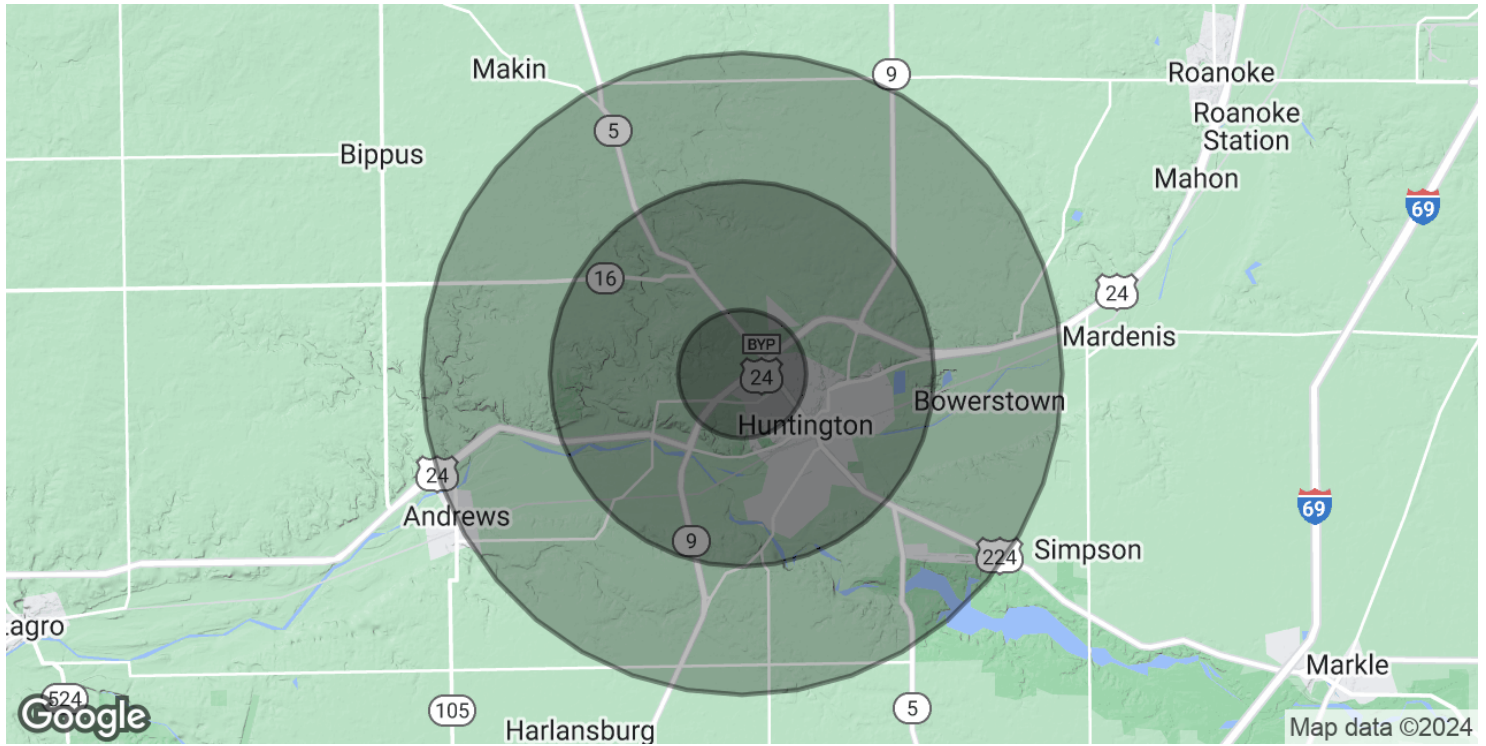 Makin
9
Roanoke
Roanoke
Station
5
Bippus
Mahon
69
16
24
Mardenis
BYP
24
Bowerstown
Huntington
24
Andrews
69
9
224
Simpson
Lagro
Markle
524
105
5
Harlansburg
Google
Map data ©2024